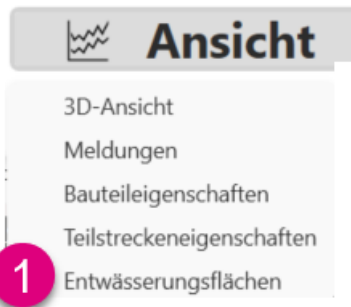 Ansicht
3D-Ansicht
Meldungen
Bauteileigenschaften
Teilstreckeneigenschaften
1 Entwässerungsflächen